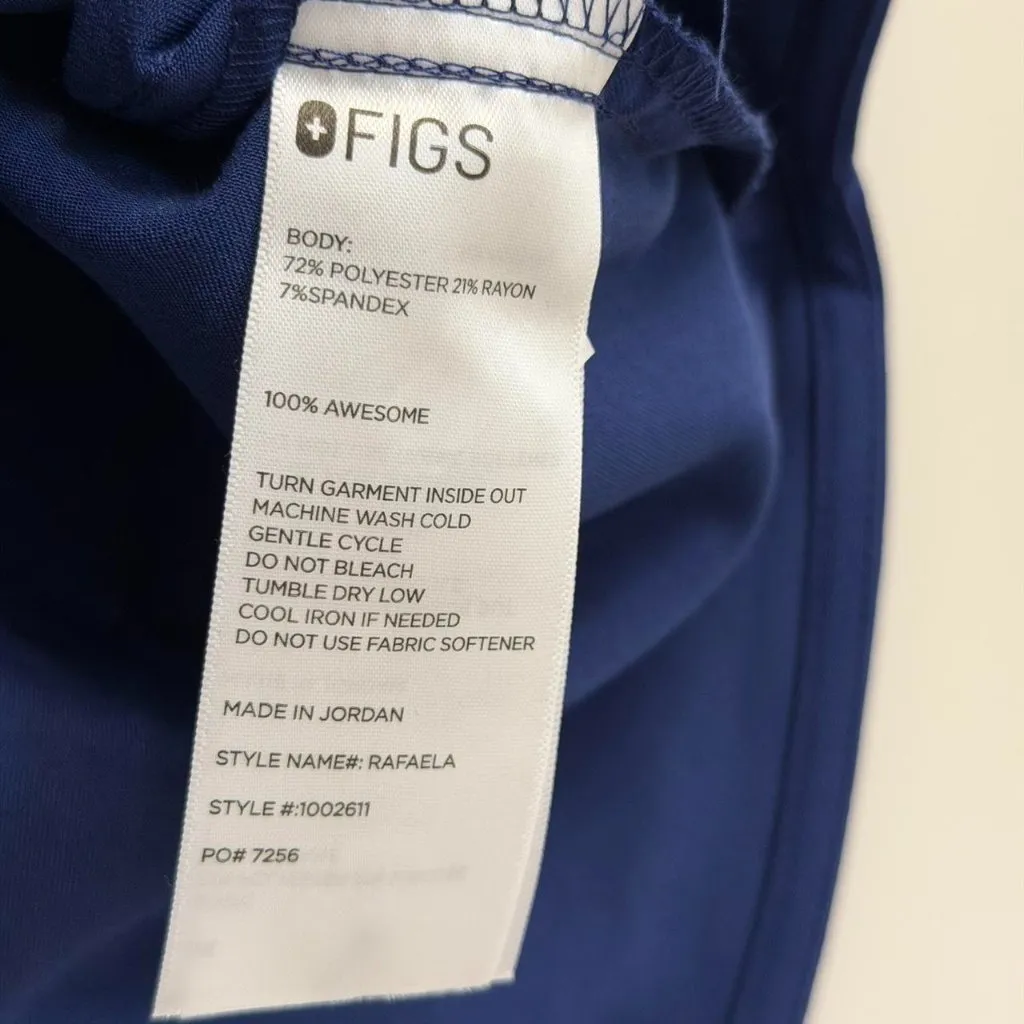 FIGS
BODY:
72% POLYESTER 21% RAYON
7%SPANDEX
100% AWESOME
TURN GARMENT INSIDE OUT
MACHINE WASH COLD
GENTLE CYCLE
DO NOT BLEACH
TUMBLE DRY LOW
COOL IRON IF NEEDED
DO NOT USE FABRIC SOFTENER
MADE IN JORDAN
STYLE NAME#: RAFAELA
STYLE #:1002611
PO# 7256